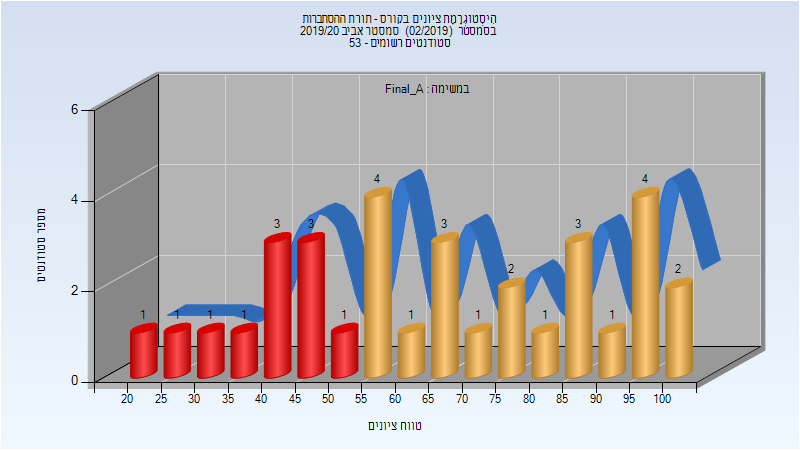 היסטוגרמת ציונים בקורס - תורת ההסתברות
בסמסטר (02/2019) סמסטר אביב 2019/20
סטודנטים רשומים - 53
במשימה : Final_A
6
4
2
0
מספר סטודנטים
1 1 1 1 3 3 1 4 1 3 1 2 1 3 1 4 2
20 25 30 35 40 45 50 55 60 65 70 75 80 85 90 95 100
טווח ציונים